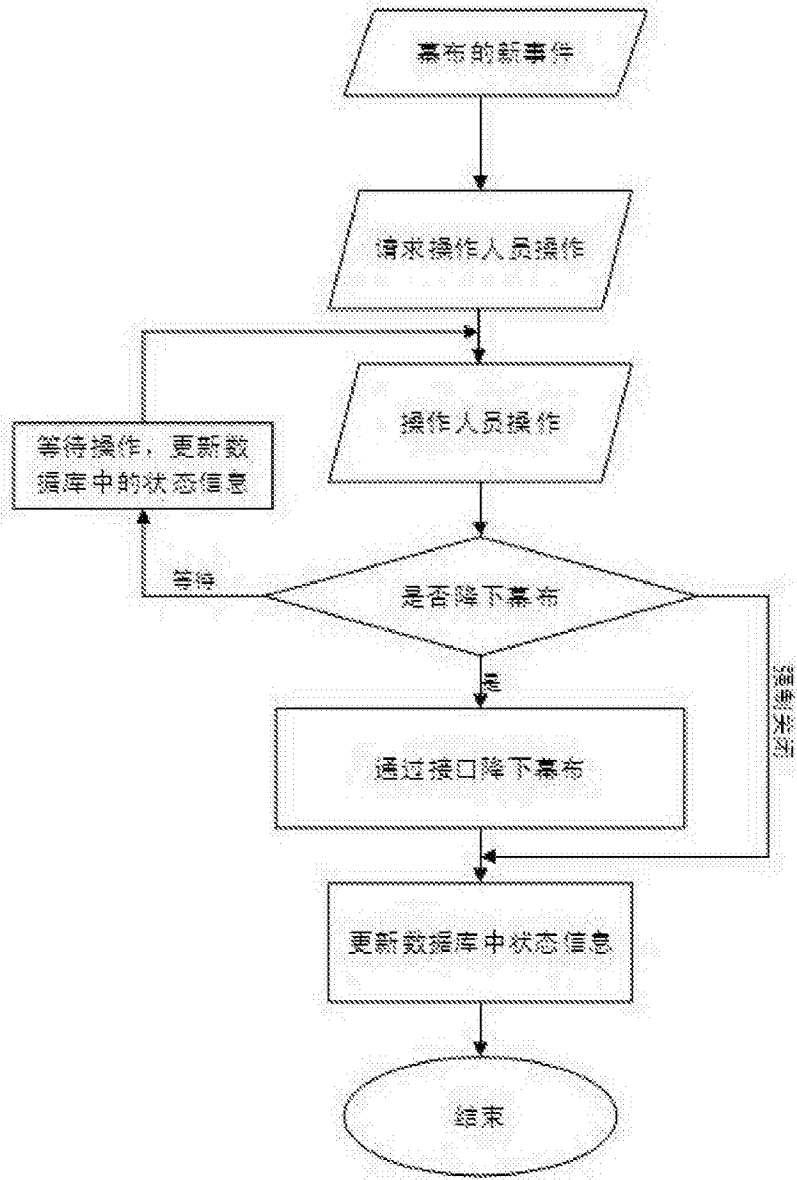 幕布的新事件
请求操作人员操作
操作人员操作
等待操作，更新数
据库中的状态信息
等待
是否降下幕布
是
强制关闭
通过接口降下幕布
更新数据库中状态信息
结束